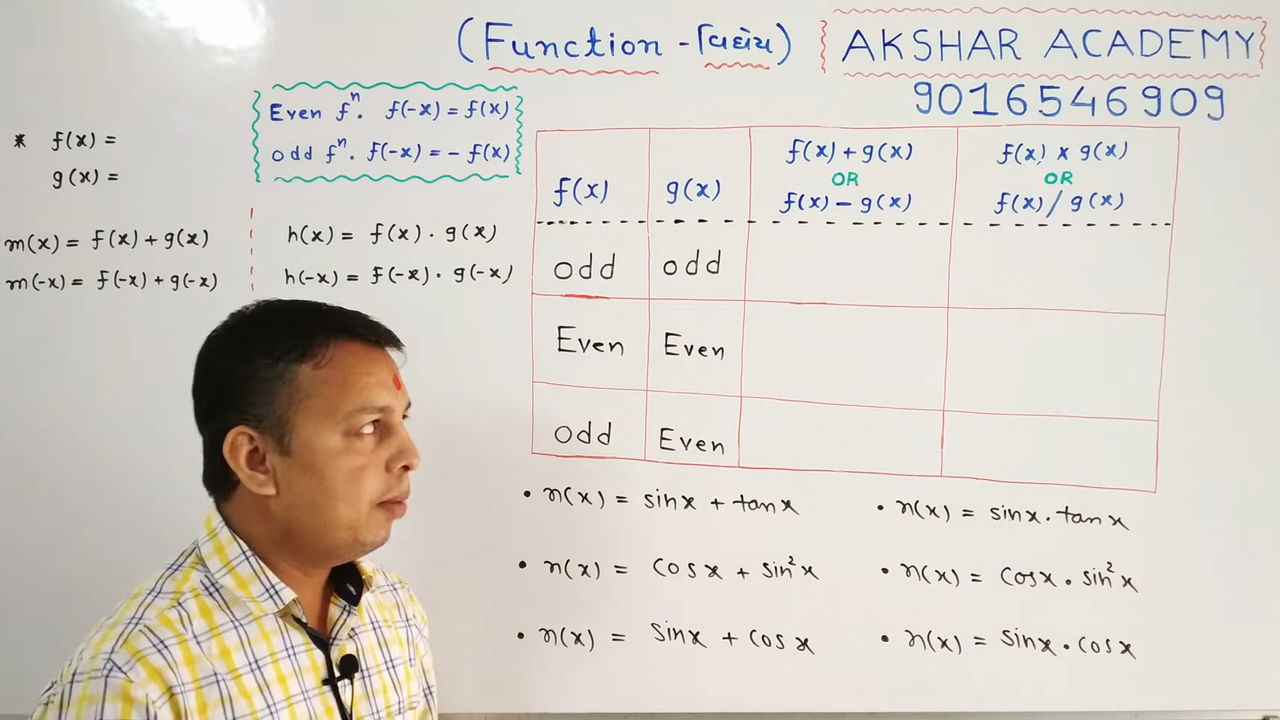 (Function - વિધેય)
AKSHAR ACADEMY
9016546909
Even fⁿ. f(-x) = f(x)
odd fⁿ. f(-x) = - f(x)
* f(x) =
g(x) =
m(x) = f(x) + g(x)
m(-x) = f(-x) + g(-x)
h(x) = f(x) · g(x)
h(-x) = f(-x) · g(-x)
f(x) g(x) f(x) + g(x) OR f(x) - g(x) f(x) x g(x) OR f(x) / g(x)
odd odd
Even Even
odd Even
• r(x) = sinx + tanx
• r(x) = sinx · tanx
• r(x) = cosx + sin²x
• r(x) = cosx · sin²x
• r(x) = sinx + cosx
• r(x) = sinx · cosx